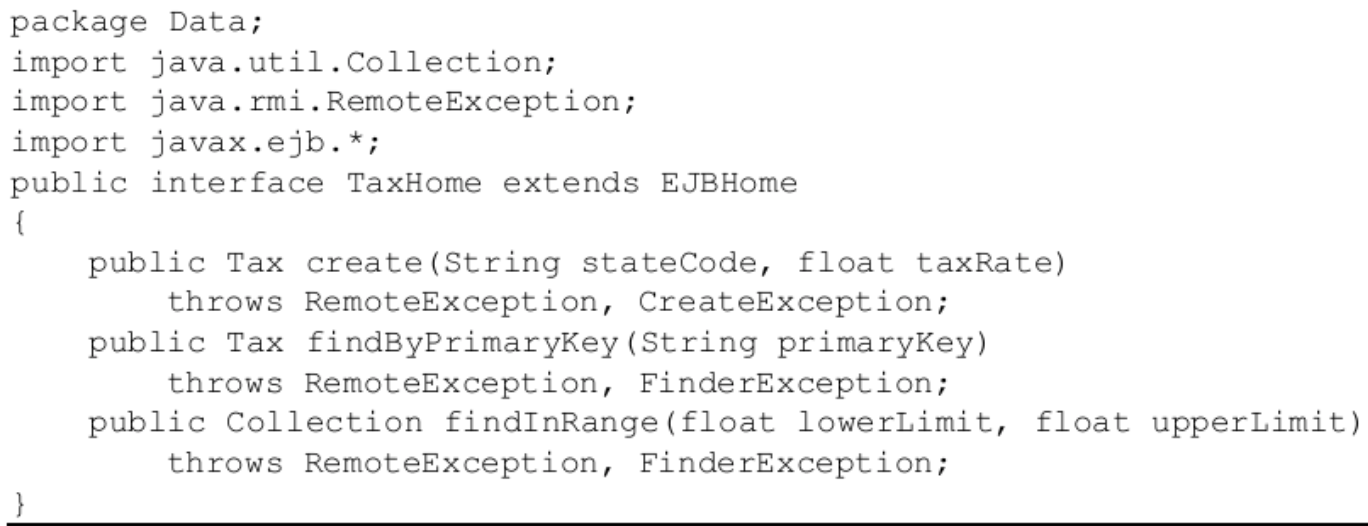 package Data;
import java.util.Collection;
import java.rmi.RemoteException;
import javax.ejb.*;
public interface TaxHome extends EJBHome
{
    public Tax create(String stateCode, float taxRate)
        throws RemoteException, CreateException;
    public Tax findByPrimaryKey(String primaryKey)
        throws RemoteException, FinderException;
    public Collection findInRange(float lowerLimit, float upperLimit)
        throws RemoteException, FinderException;
}